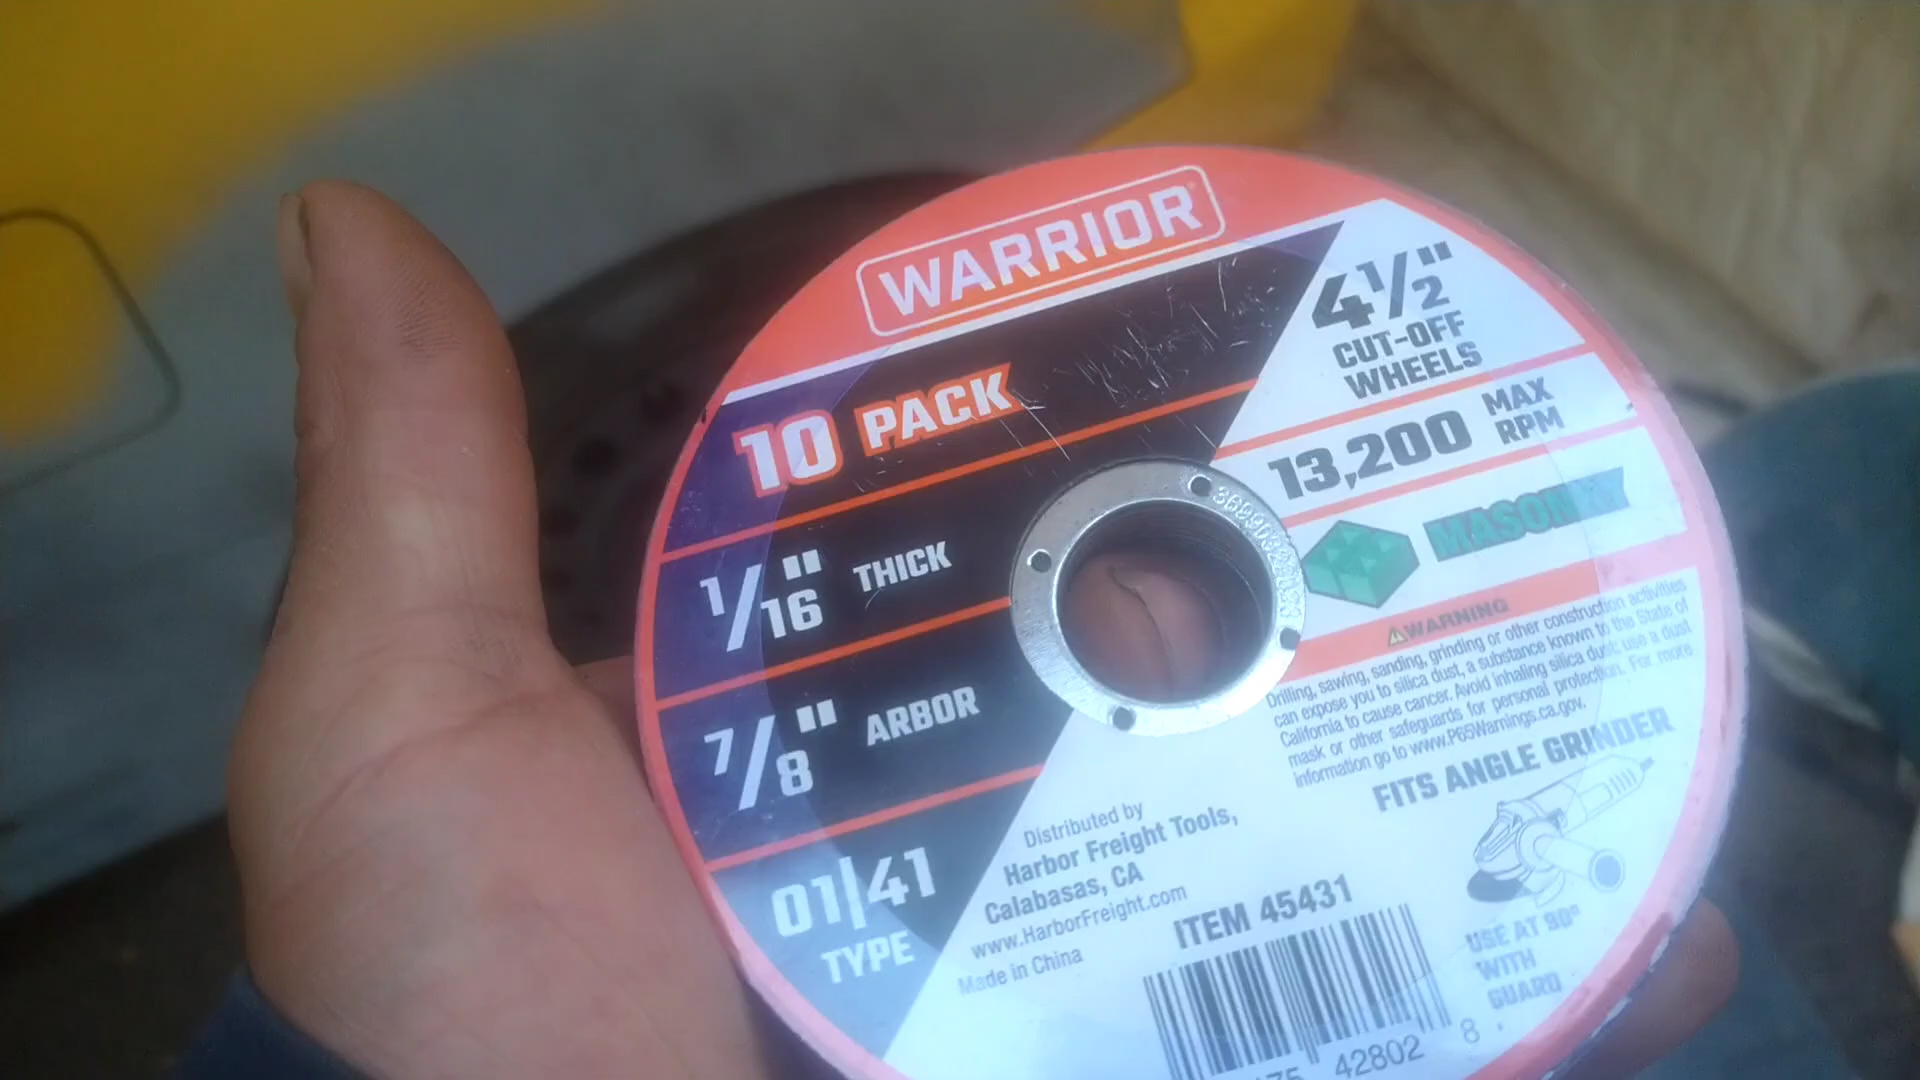 WARRIOR
10 PACK
1/16" THICK
7/8" ARBOR
01|41
TYPE
4 1/2"
CUT-OFF
WHEELS
13,200 MAX
RPM
MASONRY
⚠WARNING
Drilling, sawing, sanding, grinding or other construction activities
can expose you to silica dust, a substance known to the State of
California to cause cancer. Avoid inhaling silica dust; use a dust
mask or other safeguards for personal protection. For more
information go to www.P65Warnings.ca.gov.
FITS ANGLE GRINDER
USE AT 90°
WITH
GUARD
Distributed by
Harbor Freight Tools,
Calabasas, CA
www.HarborFreight.com
Made in China
ITEM 45431
42802 8